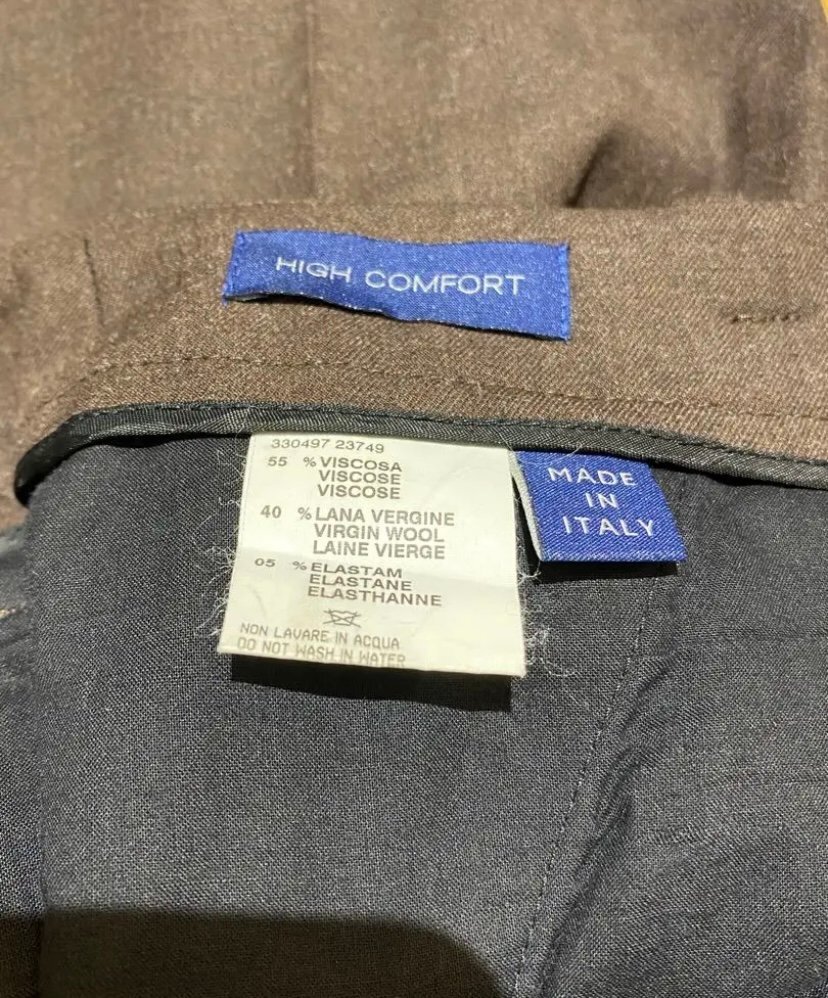 HIGH COMFORT
330497 23749
55 % VISCOSA
VISCOSE
VISCOSE
40 % LANA VERGINE
VIRGIN WOOL
LAINE VIERGE
05 % ELASTAM
ELASTANE
ELASTHANNE
NON LAVARE IN ACQUA
DO NOT WASH IN WATER
MADE
IN
ITALY